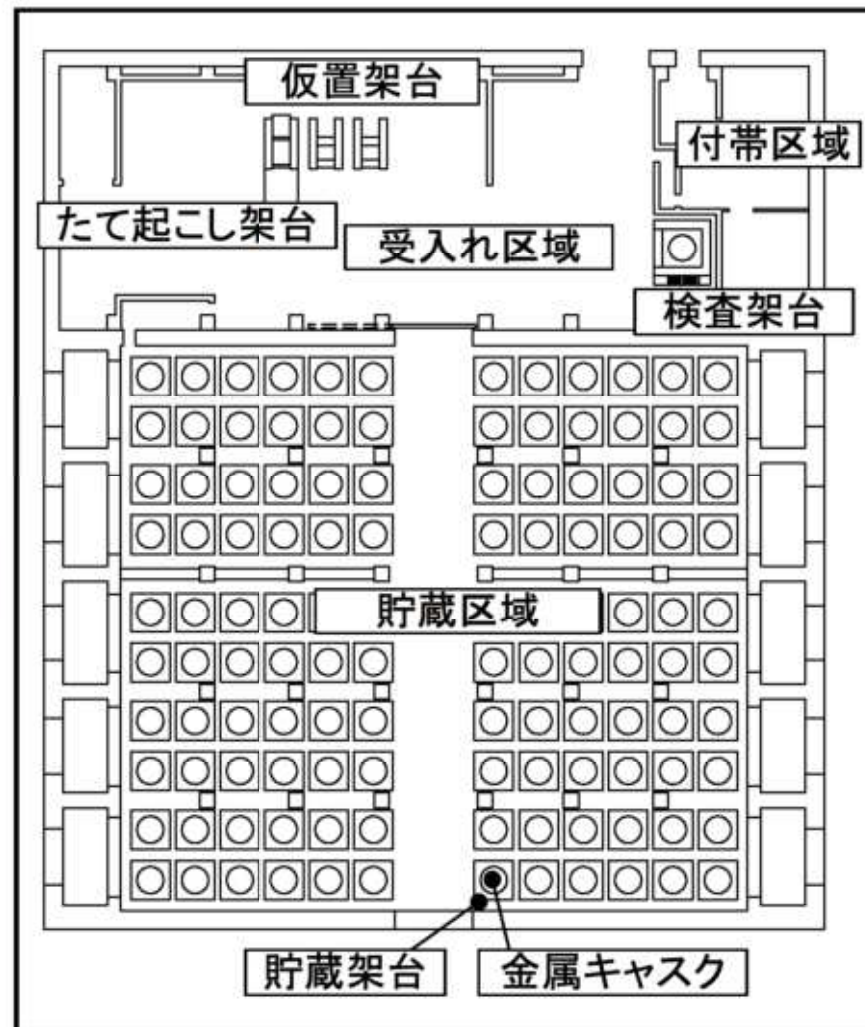 仮置架台
付帯区域
たて起こし架台
受入れ区域
検査架台
貯蔵区域
貯蔵架台
金属キャスク